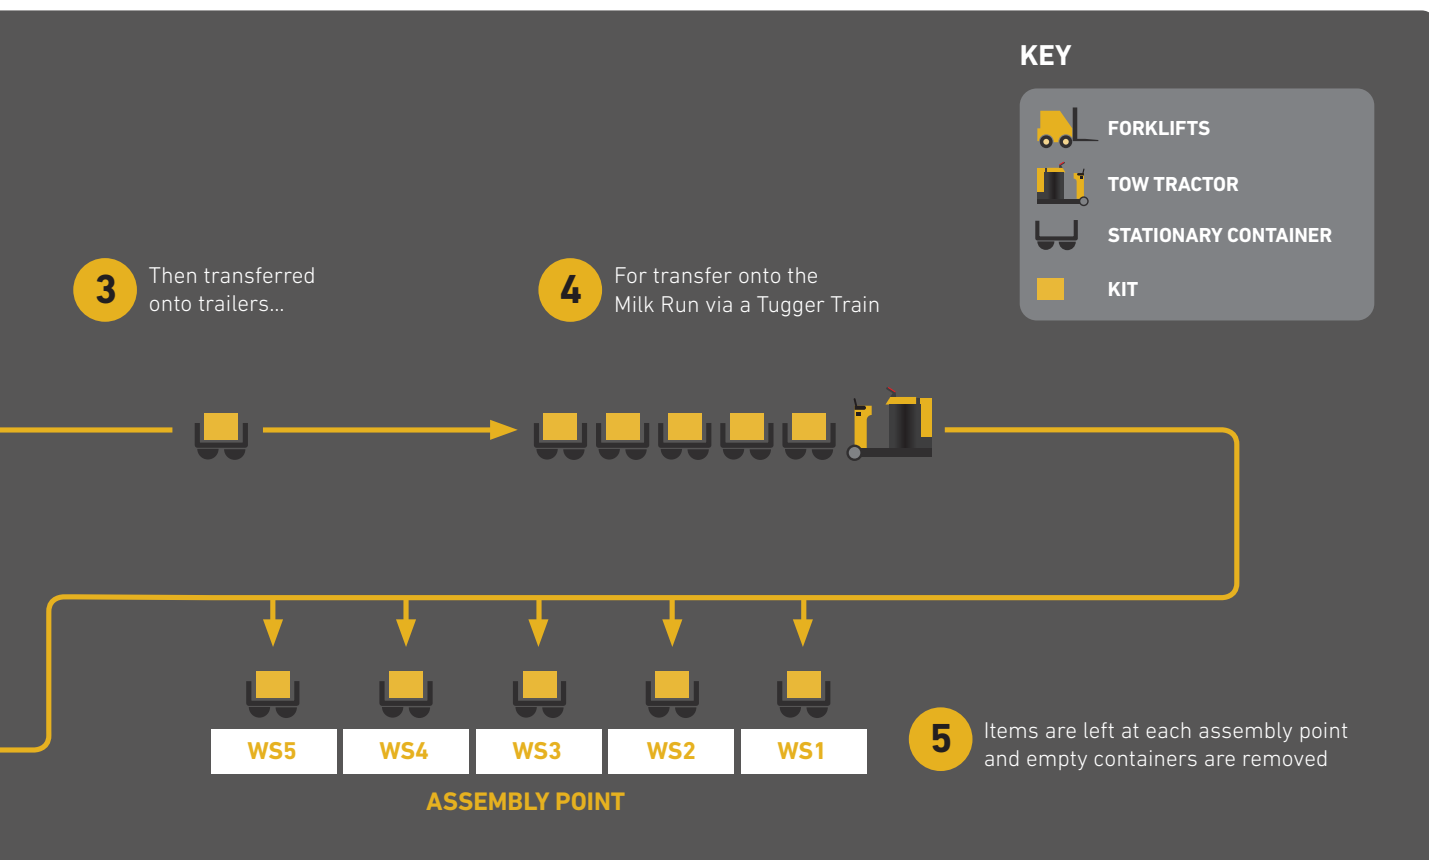 KEY
FORKLIFTS
TOW TRACTOR
STATIONARY CONTAINER
KIT
3
Then transferred
onto trailers...
4
For transfer onto the
Milk Run via a Tugger Train
WS5
WS4
WS3
WS2
WS1
ASSEMBLY POINT
5
Items are left at each assembly point
and empty containers are removed